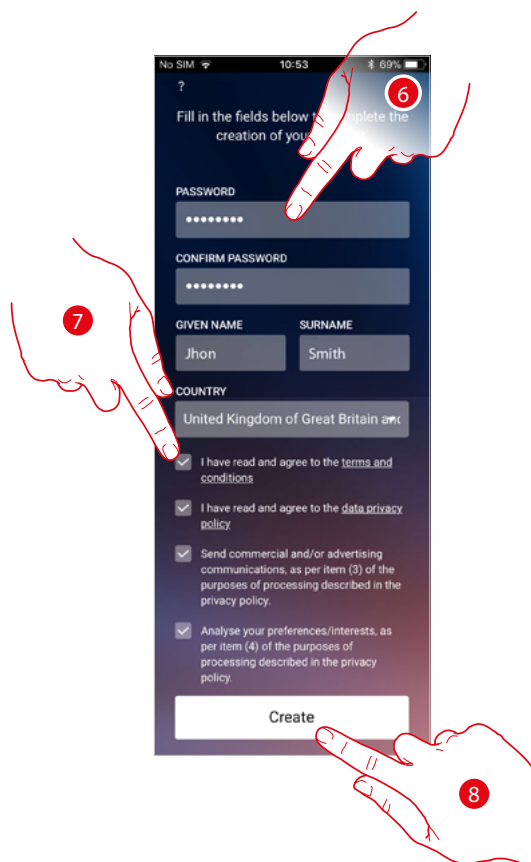 No SIM 10:53 69%
6
?
Fill in the fields below the
creation of you
PASSWORD
••••••••
CONFIRM PASSWORD
••••••••
7
GIVEN NAME SURNAME
Jhon Smith
COUNTRY
United Kingdom of Great Britain and
I have read and agree to the terms and
conditions
I have read and agree to the data privacy
policy
Send commercial and/or advertising
communications, as per item (3) of the
purposes of processing described in the
privacy policy.
Analyse your preferences/interests, as
per item (4) of the purposes of
processing described in the privacy
policy.
Create
8